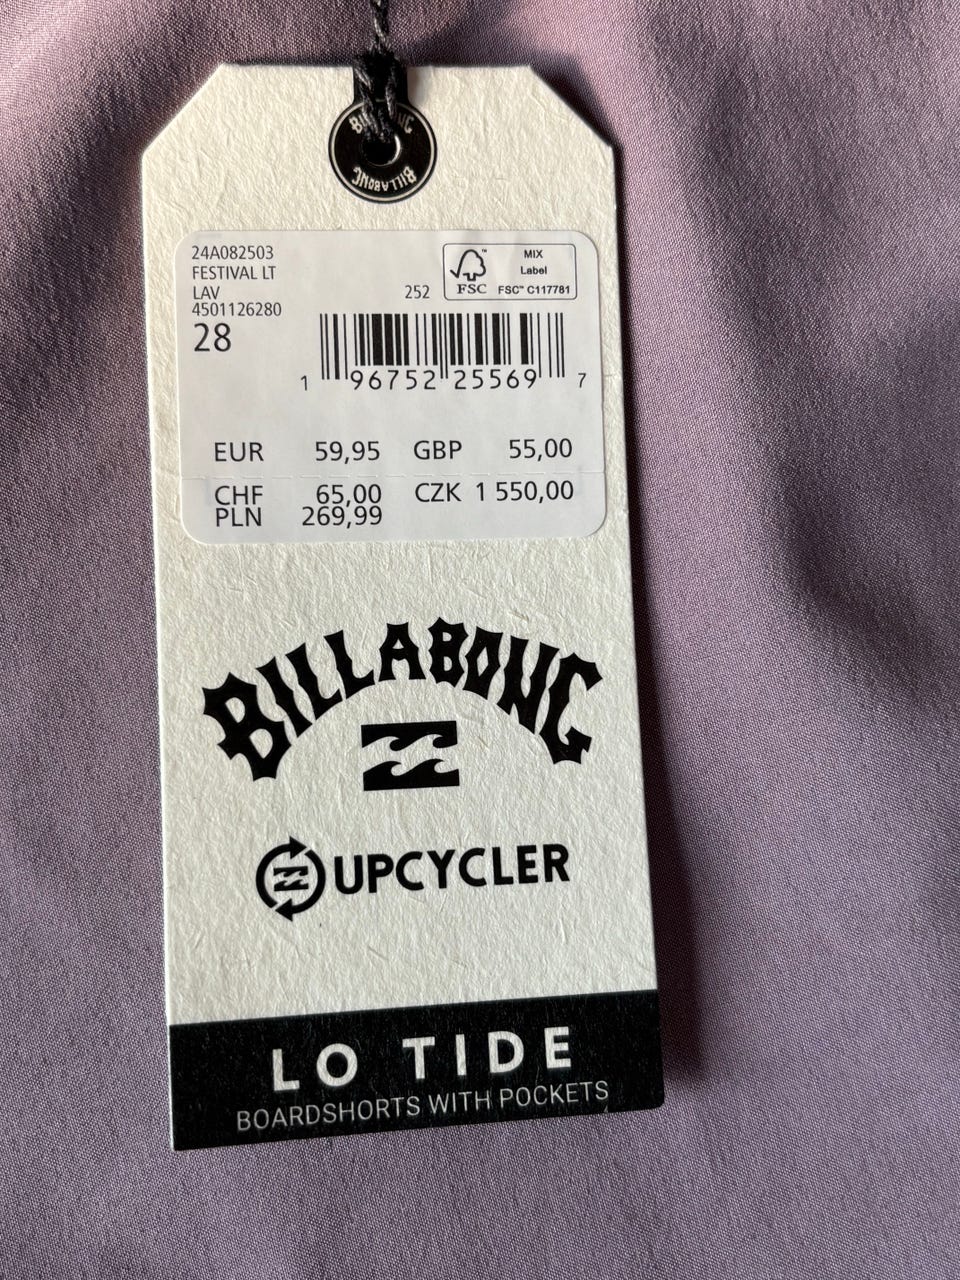 BILLABONG
BILLABONG
24A082503
FESTIVAL LT
LAV
4501126280
28
252
FSC™
MIX
Label
FSC™ C117781
1 96752 25569 7
EUR 59,95 GBP 55,00
CHF 65,00 CZK 1 550,00
PLN 269,99
BILLABONG
UPCYCLER
LO TIDE
BOARDSHORTS WITH POCKETS